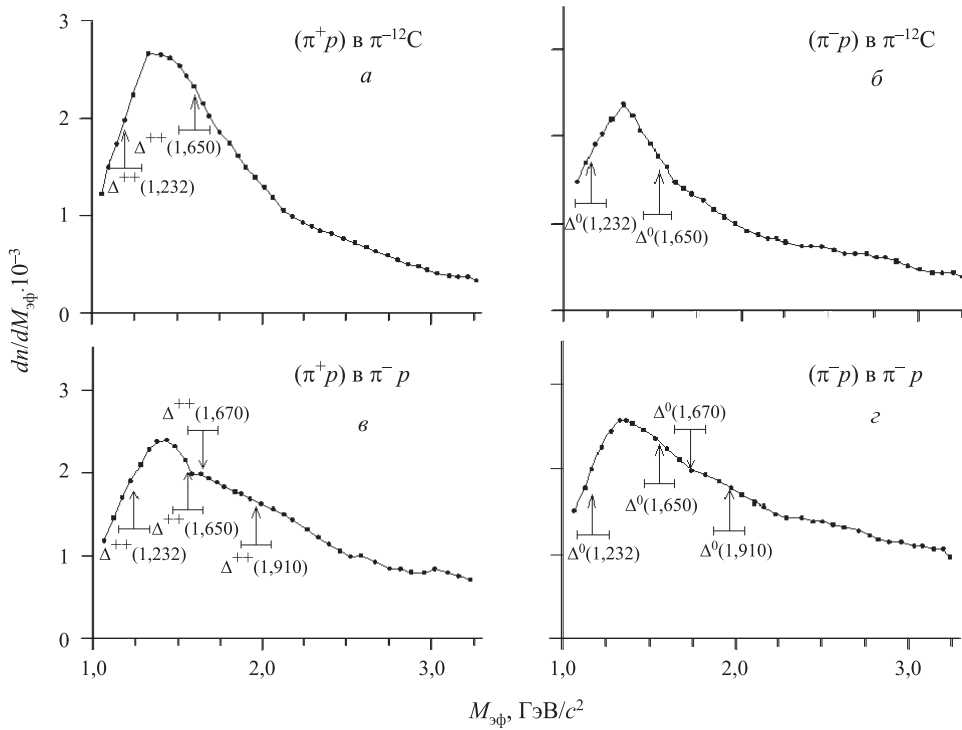 dn/dMэф·10⁻³
3
2
1
0
(π⁺p) в π⁻¹²C
а
Δ⁺⁺(1,650)
Δ⁺⁺(1,232)
(π⁻p) в π⁻¹²C
б
Δ⁰(1,232)
Δ⁰(1,650)
3
2
1
0
(π⁺p) в π⁻ p
в
Δ⁺⁺(1,670)
Δ⁺⁺(1,650)
Δ⁺⁺(1,232)
Δ⁺⁺(1,910)
1,0 2,0 3,0
(π⁻p) в π⁻ p
г
Δ⁰(1,670)
Δ⁰(1,650)
Δ⁰(1,232)
Δ⁰(1,910)
1,0 2,0 3,0
Mэф, ГэВ/c²